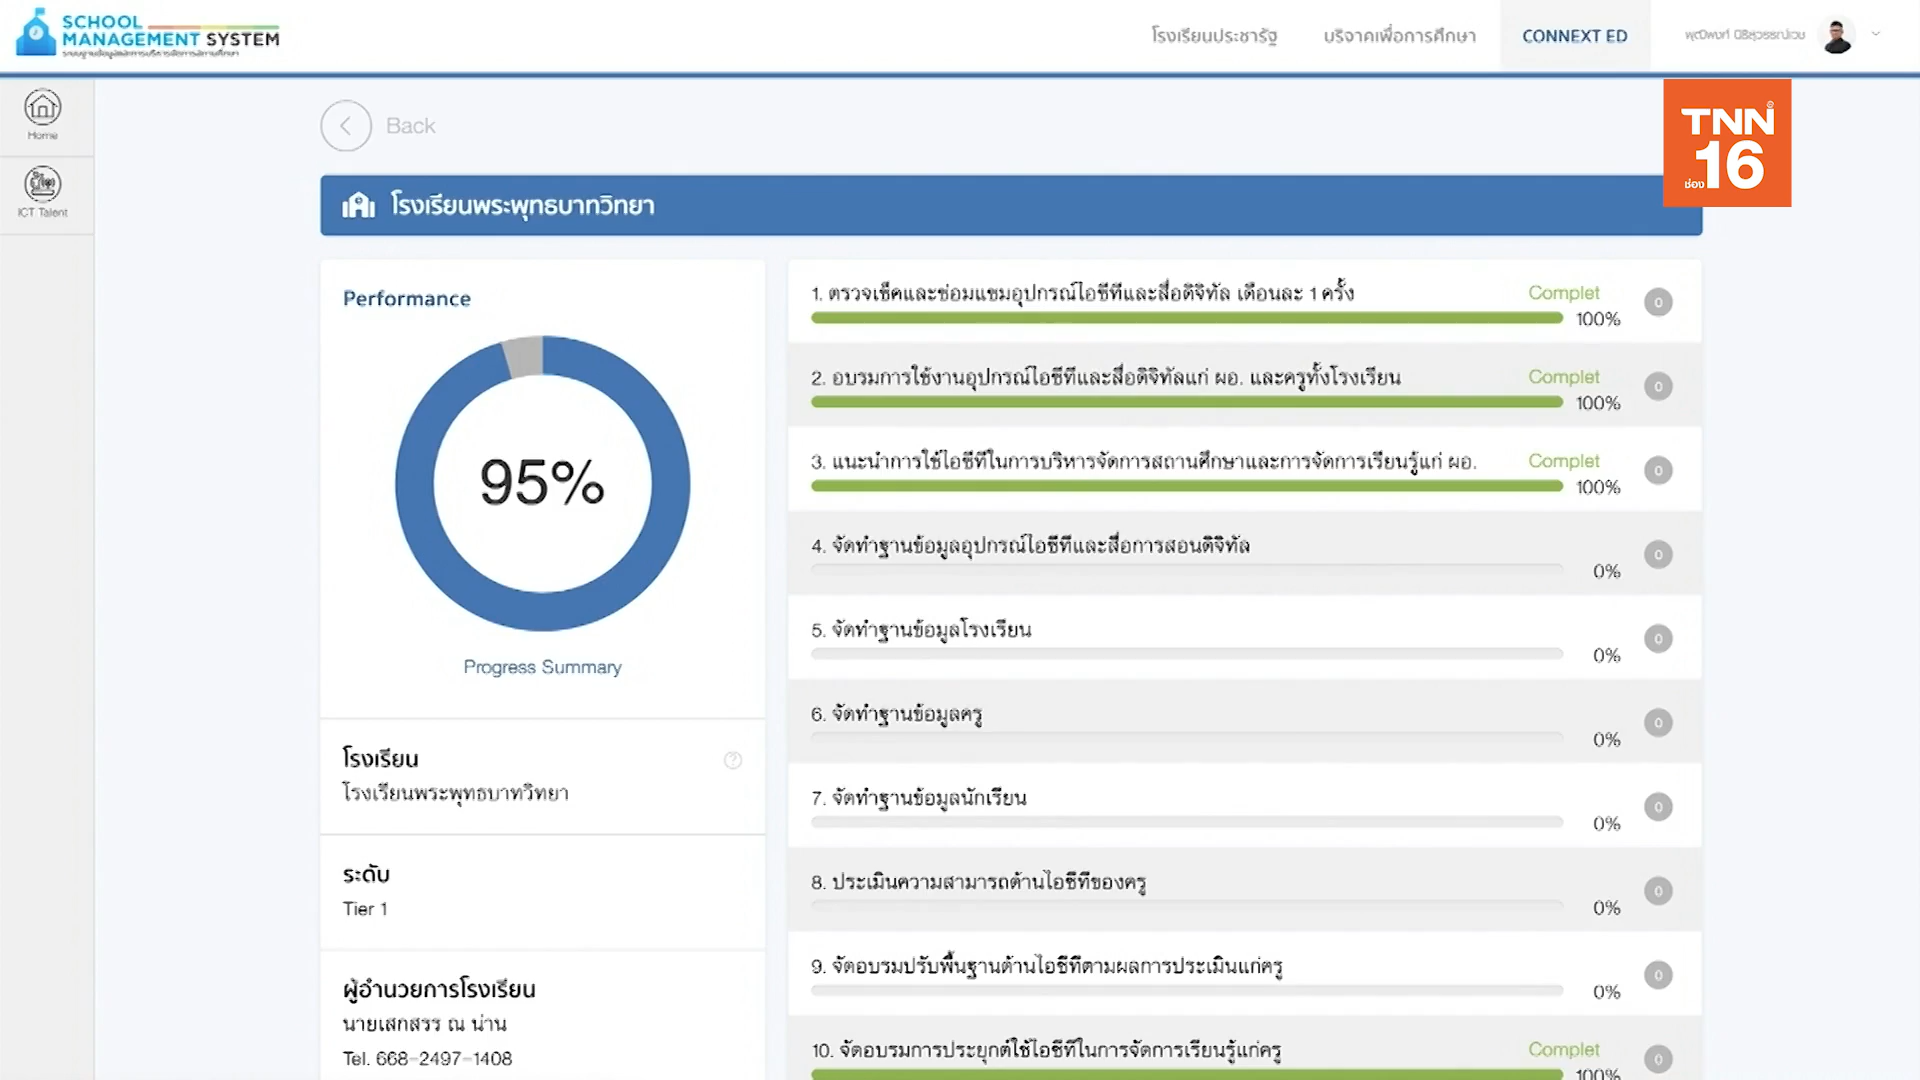 SCHOOL
MANAGEMENT SYSTEM
โรงเรียนประชารัฐ
บริจาคเพื่อการศึกษา
CONNEXT ED
TNN
ช่อง16
Home
ICT Talent
Back
โรงเรียนพระพุทธบาทวิทยา
Performance
95%
Progress Summary
โรงเรียน
โรงเรียนพระพุทธบาทวิทยา
ระดับ
Tier 1
ผู้อำนวยการโรงเรียน
นายเสกสรร ณ น่าน
Tel. 668-2497-1408
1. ตรวจเช็คและซ่อมแซมอุปกรณ์ไอซีทีและสื่อดิจิทัล เดือนละ 1 ครั้ง
Complet
100%
0
2. อบรมการใช้งานอุปกรณ์ไอซีทีและสื่อดิจิทัลแก่ ผอ. และครูทั้งโรงเรียน
Complet
100%
0
3. แนะนำการใช้ไอซีทีในการบริหารจัดการสถานศึกษาและการจัดการเรียนรู้แก่ ผอ.
Complet
100%
0
4. จัดทำฐานข้อมูลอุปกรณ์ไอซีทีและสื่อการสอนดิจิทัล
0%
0
5. จัดทำฐานข้อมูลโรงเรียน
0%
0
6. จัดทำฐานข้อมูลครู
0%
0
7. จัดทำฐานข้อมูลนักเรียน
0%
0
8. ประเมินความสามารถด้านไอซีทีของครู
0%
0
9. จัดอบรมปรับพื้นฐานด้านไอซีทีตามผลการประเมินแก่ครู
0%
0
10. จัดอบรมการประยุกต์ใช้ไอซีทีในการจัดการเรียนรู้แก่ครู
Complet
100%
0